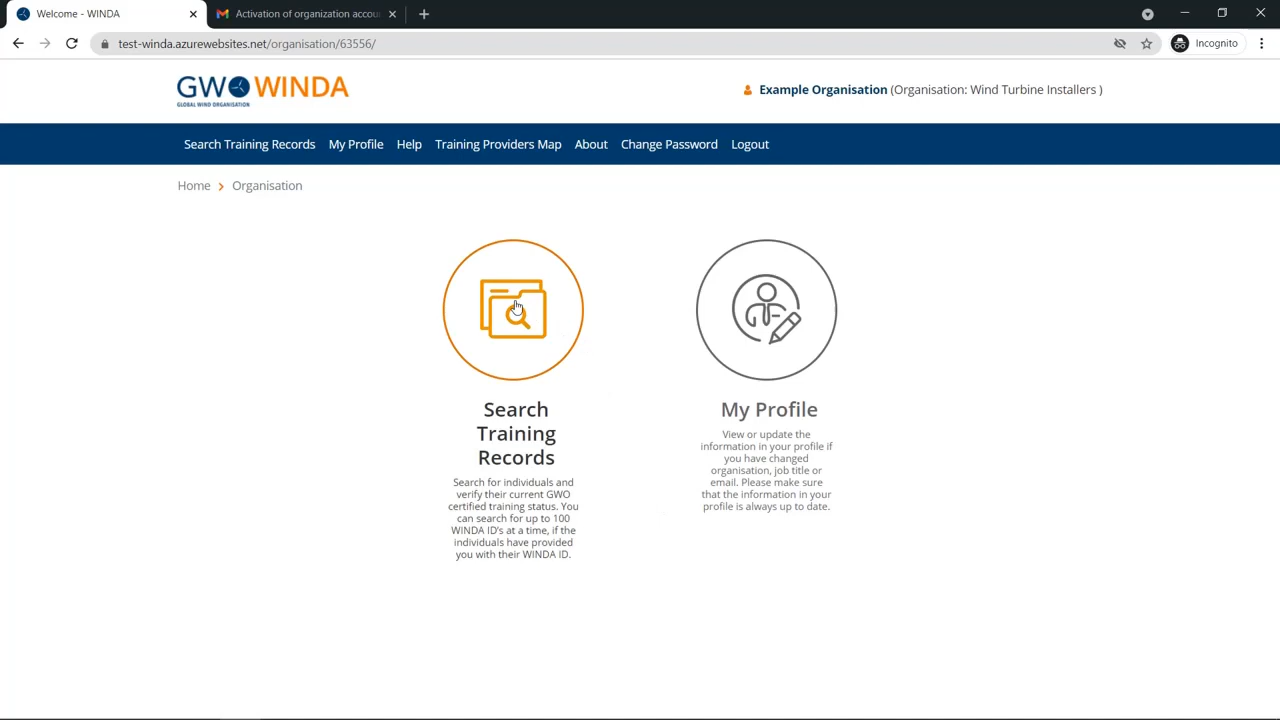 Welcome - WINDA
Activation of organization accou
test-winda.azurewebsites.net/organisation/63556/
Incognito
GWO WINDA
GLOBAL WIND ORGANISATION
Example Organisation (Organisation: Wind Turbine Installers )
Search Training Records My Profile Help Training Providers Map About Change Password Logout
Home > Organisation
Search
Training
Records
Search for individuals and
verify their current GWO
certified training status. You
can search for up to 100
WINDA ID's at a time, if the
individuals have provided
you with their WINDA ID.
My Profile
View or update the
information in your profile if
you have changed
organisation, job title or
email. Please make sure
that the information in your
profile is always up to date.